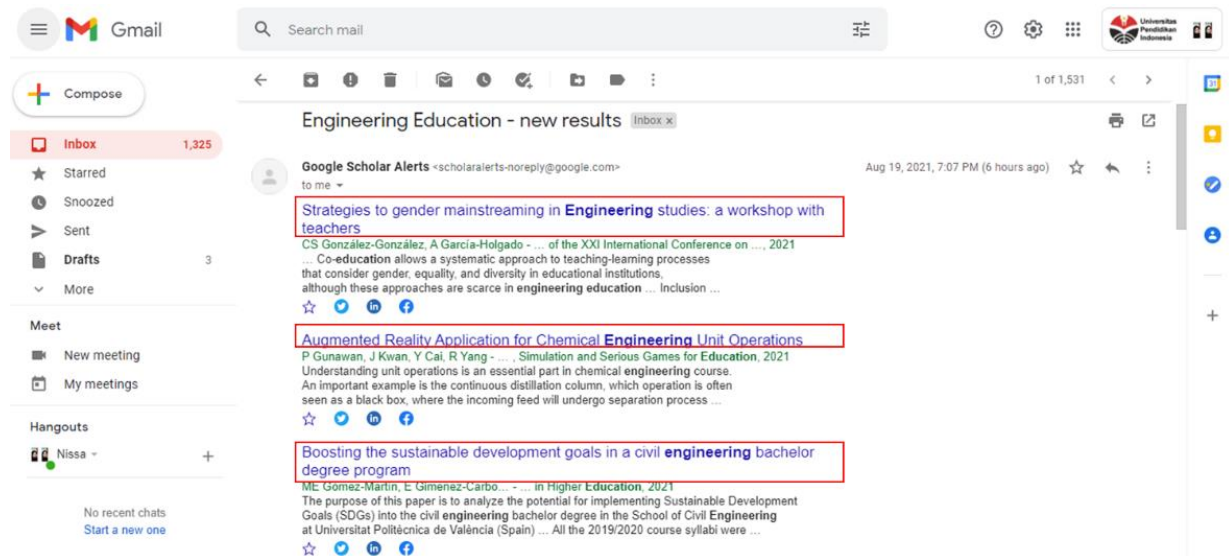 Gmail
Search mail
Universitas
Pendidikan
Indonesia
Compose
1 of 1,531
31
Engineering Education - new results Inbox x
Inbox 1,325
Starred
Snoozed
Sent
Drafts 3
More
Google Scholar Alerts <scholaralerts-noreply@google.com> Aug 19, 2021, 7:07 PM (6 hours ago)
to me
Strategies to gender mainstreaming in Engineering studies: a workshop with
teachers
CS González-González, A García-Holgado - ... of the XXI International Conference on ..., 2021
... Co-education allows a systematic approach to teaching-learning processes
that consider gender, equality, and diversity in educational institutions,
although these approaches are scarce in engineering education ... Inclusion ...
Augmented Reality Application for Chemical Engineering Unit Operations
P Gunawan, J Kwan, Y Cai, R Yang - ... , Simulation and Serious Games for Education, 2021
Understanding unit operations is an essential part in chemical engineering course.
An important example is the continuous distillation column, which operation is often
seen as a black box, where the incoming feed will undergo separation process ...
Boosting the sustainable development goals in a civil engineering bachelor
degree program
ME Gomez-Martin, E Gimenez-Carbo... - ... in Higher Education, 2021
The purpose of this paper is to analyze the potential for implementing Sustainable Development
Goals (SDGs) into the civil engineering bachelor degree in the School of Civil Engineering
at Universitat Politècnica de València (Spain) ... All the 2019/2020 course syllabi were ...
Meet
New meeting
My meetings
Hangouts
Nissa
No recent chats
Start a new one